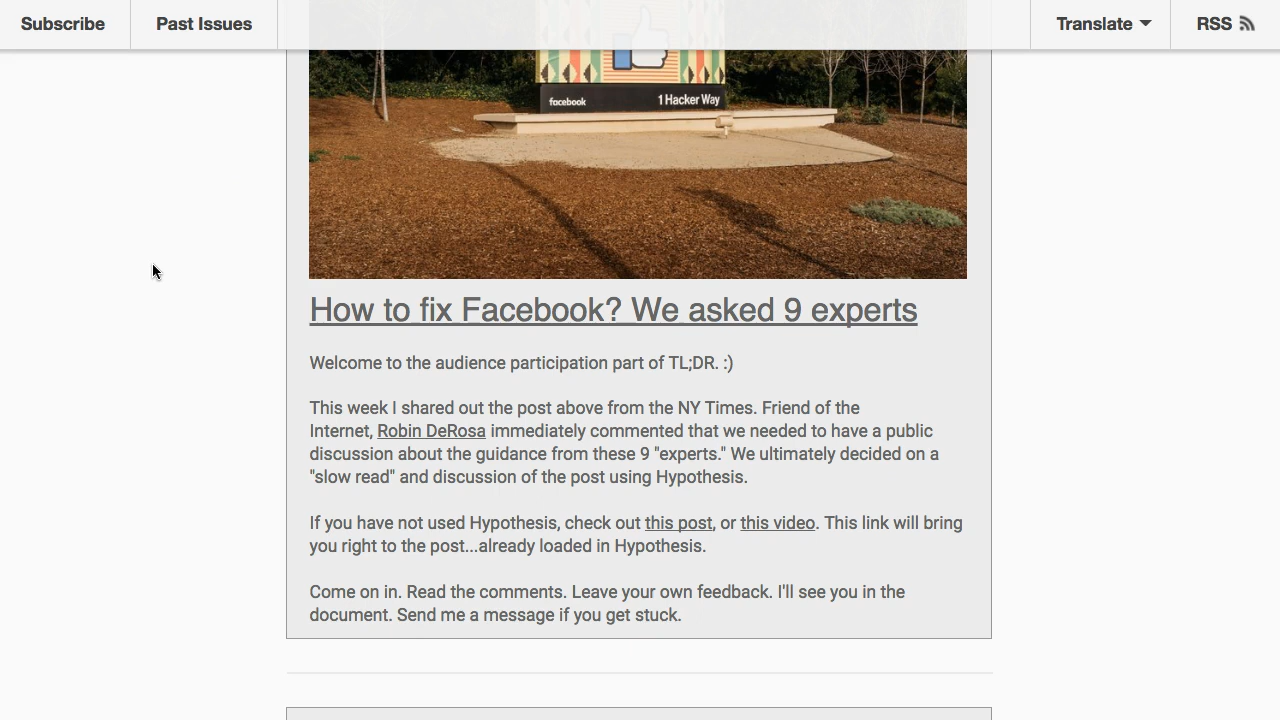 Subscribe
Past Issues
Translate
RSS
facebook
1 Hacker Way
How to fix Facebook? We asked 9 experts
Welcome to the audience participation part of TL;DR. :)
This week I shared out the post above from the NY Times. Friend of the
Internet, Robin DeRosa immediately commented that we needed to have a public
discussion about the guidance from these 9 "experts." We ultimately decided on a
"slow read" and discussion of the post using Hypothesis.
If you have not used Hypothesis, check out this post, or this video. This link will bring
you right to the post...already loaded in Hypothesis.
Come on in. Read the comments. Leave your own feedback. I'll see you in the
document. Send me a message if you get stuck.